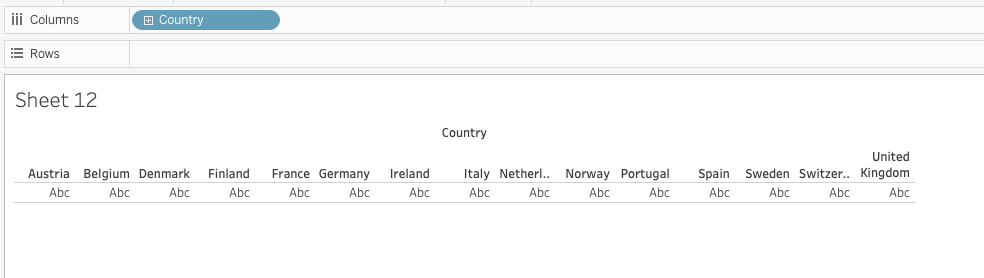 Columns Country
Rows
Sheet 12
Country
Austria Belgium Denmark Finland France Germany Ireland Italy Netherl.. Norway Portugal Spain Sweden Switzer.. United Kingdom
Abc Abc Abc Abc Abc Abc Abc Abc Abc Abc Abc Abc Abc Abc Abc